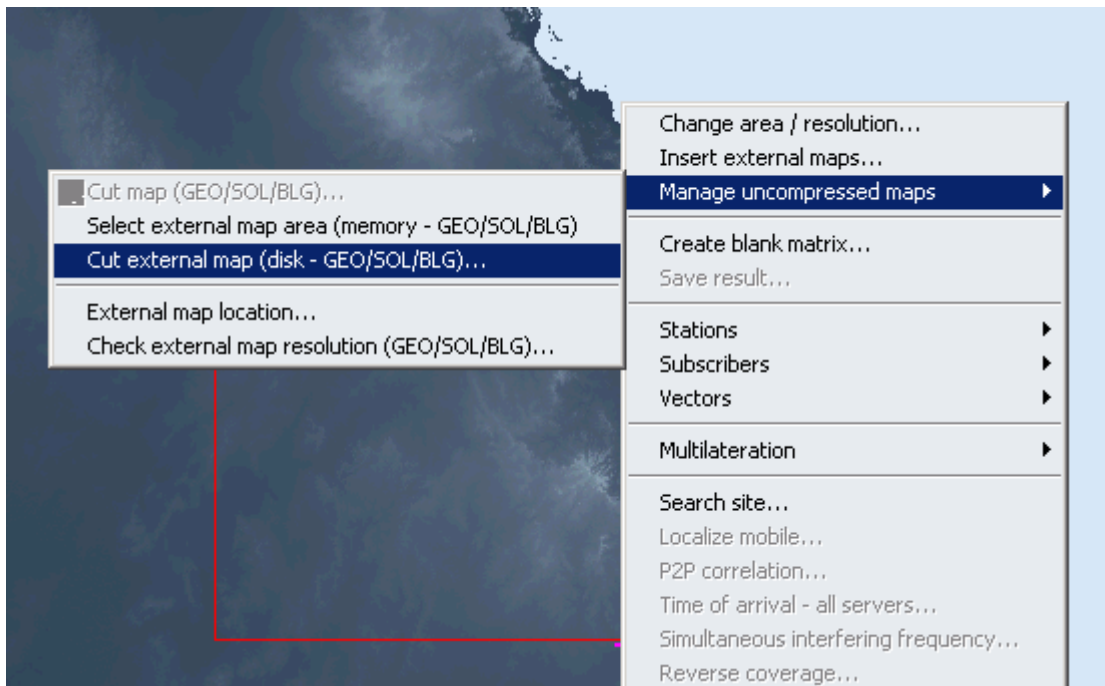 Change area / resolution...
Insert external maps...
Manage uncompressed maps
Cut map (GEO/SOL/BLG)...
Select external map area (memory - GEO/SOL/BLG)
Cut external map (disk - GEO/SOL/BLG)...
External map location...
Check external map resolution (GEO/SOL/BLG)...
Create blank matrix...
Save result...
Stations
Subscribers
Vectors
Multilateration
Search site...
Localize mobile...
P2P correlation...
Time of arrival - all servers...
Simultaneous interfering frequency...
Reverse coverage...